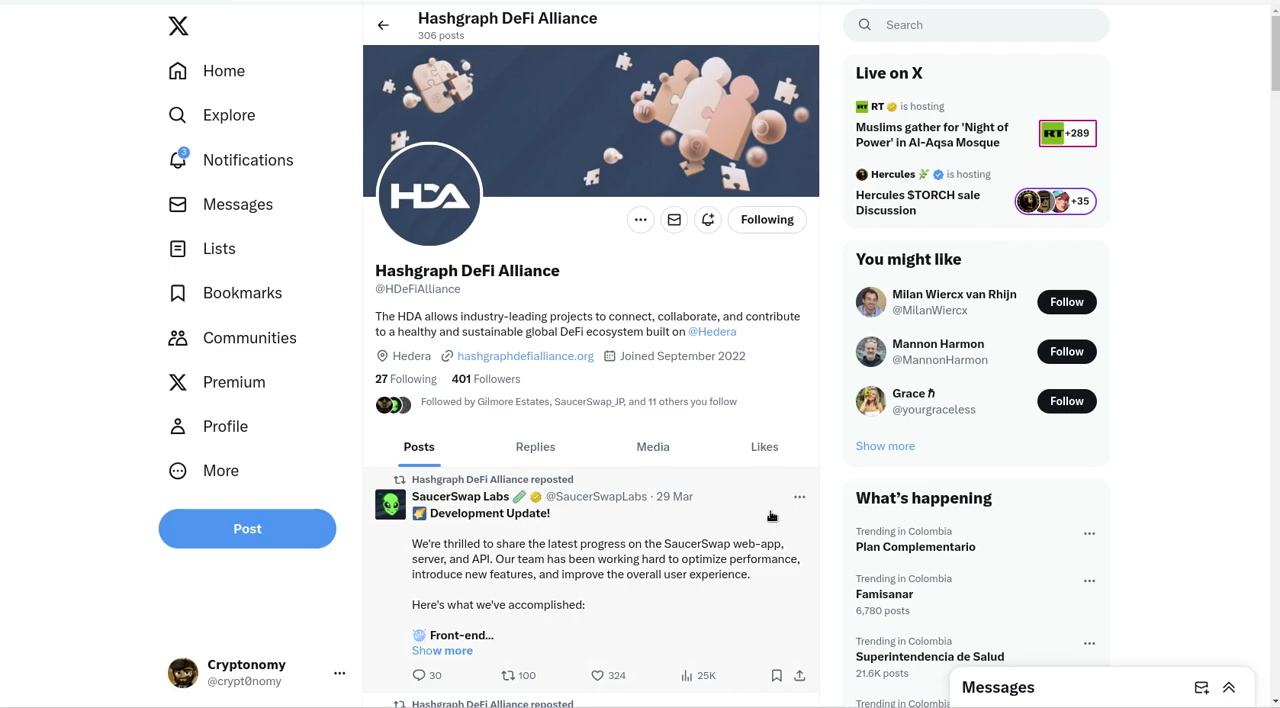 Home
Explore
3
Notifications
Messages
Lists
Bookmarks
Communities
Premium
Profile
More
Post
Cryptonomy
@crypt0nomy
Hashgraph DeFi Alliance
306 posts
HDA
Following
Hashgraph DeFi Alliance
@HDeFiAlliance
The HDA allows industry-leading projects to connect, collaborate, and contribute
to a healthy and sustainable global DeFi ecosystem built on @Hedera
Hedera hashgraphdefialliance.org Joined September 2022
27 Following 401 Followers
Followed by Gilmore Estates, SaucerSwap_JP, and 11 others you follow
Posts Replies Media Likes
Hashgraph DeFi Alliance reposted
SaucerSwap Labs @SaucerSwapLabs · 29 Mar
Development Update!
We're thrilled to share the latest progress on the SaucerSwap web-app,
server, and API. Our team has been working hard to optimize performance,
introduce new features, and improve the overall user experience.
Here's what we've accomplished:
Front-end...
Show more
30 100 324 25K
Hashgraph DeFi Alliance reposted
Search
Live on X
RT is hosting
Muslims gather for 'Night of
Power' in Al-Aqsa Mosque
RT +289
Hercules is hosting
Hercules $TORCH sale
Discussion
+35
You might like
Milan Wiercx van Rhijn
@MilanWiercx
Follow
Mannon Harmon
@MannonHarmon
Follow
Grace ℏ
@yourgraceless
Follow
Show more
What's happening
Trending in Colombia
Plan Complementario
Trending in Colombia
Famisanar
6,780 posts
Trending in Colombia
Superintendencia de Salud
21.6K posts
Trending in Colombia
Messages